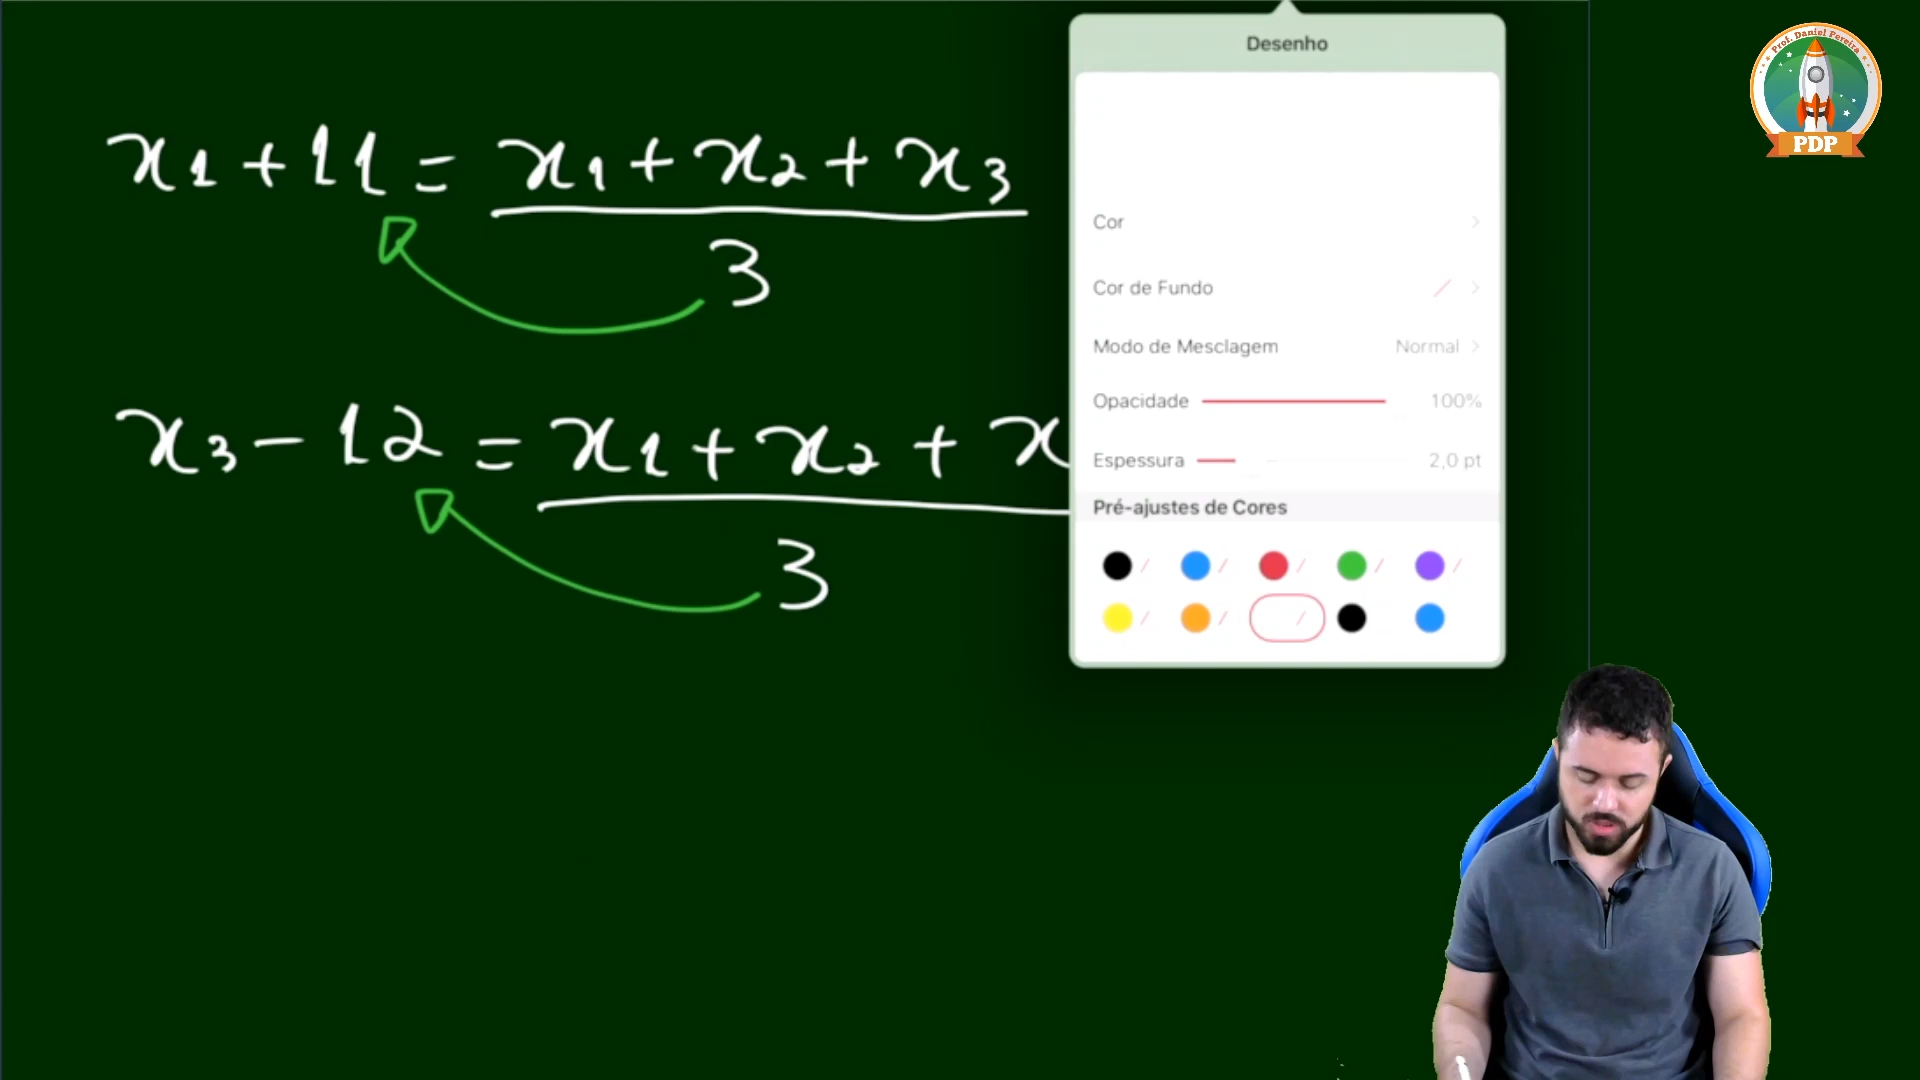 x1 + 11 = x1 + x2 + x3
3
x3 - 12 = x1 + x2 + x
3
Desenho
Cor
Cor de Fundo
Modo de Mesclagem Normal
Opacidade 100%
Espessura 2,0 pt
Pré-ajustes de Cores
Prof. Daniel Pereira
PDP